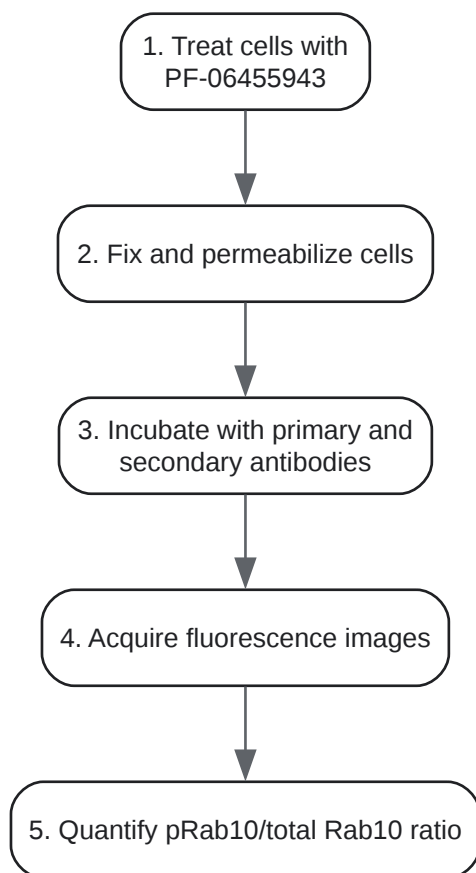 1. Treat cells with
PF-06455943
2. Fix and permeabilize cells
3. Incubate with primary and
secondary antibodies
4. Acquire fluorescence images
5. Quantify pRab10/total Rab10 ratio